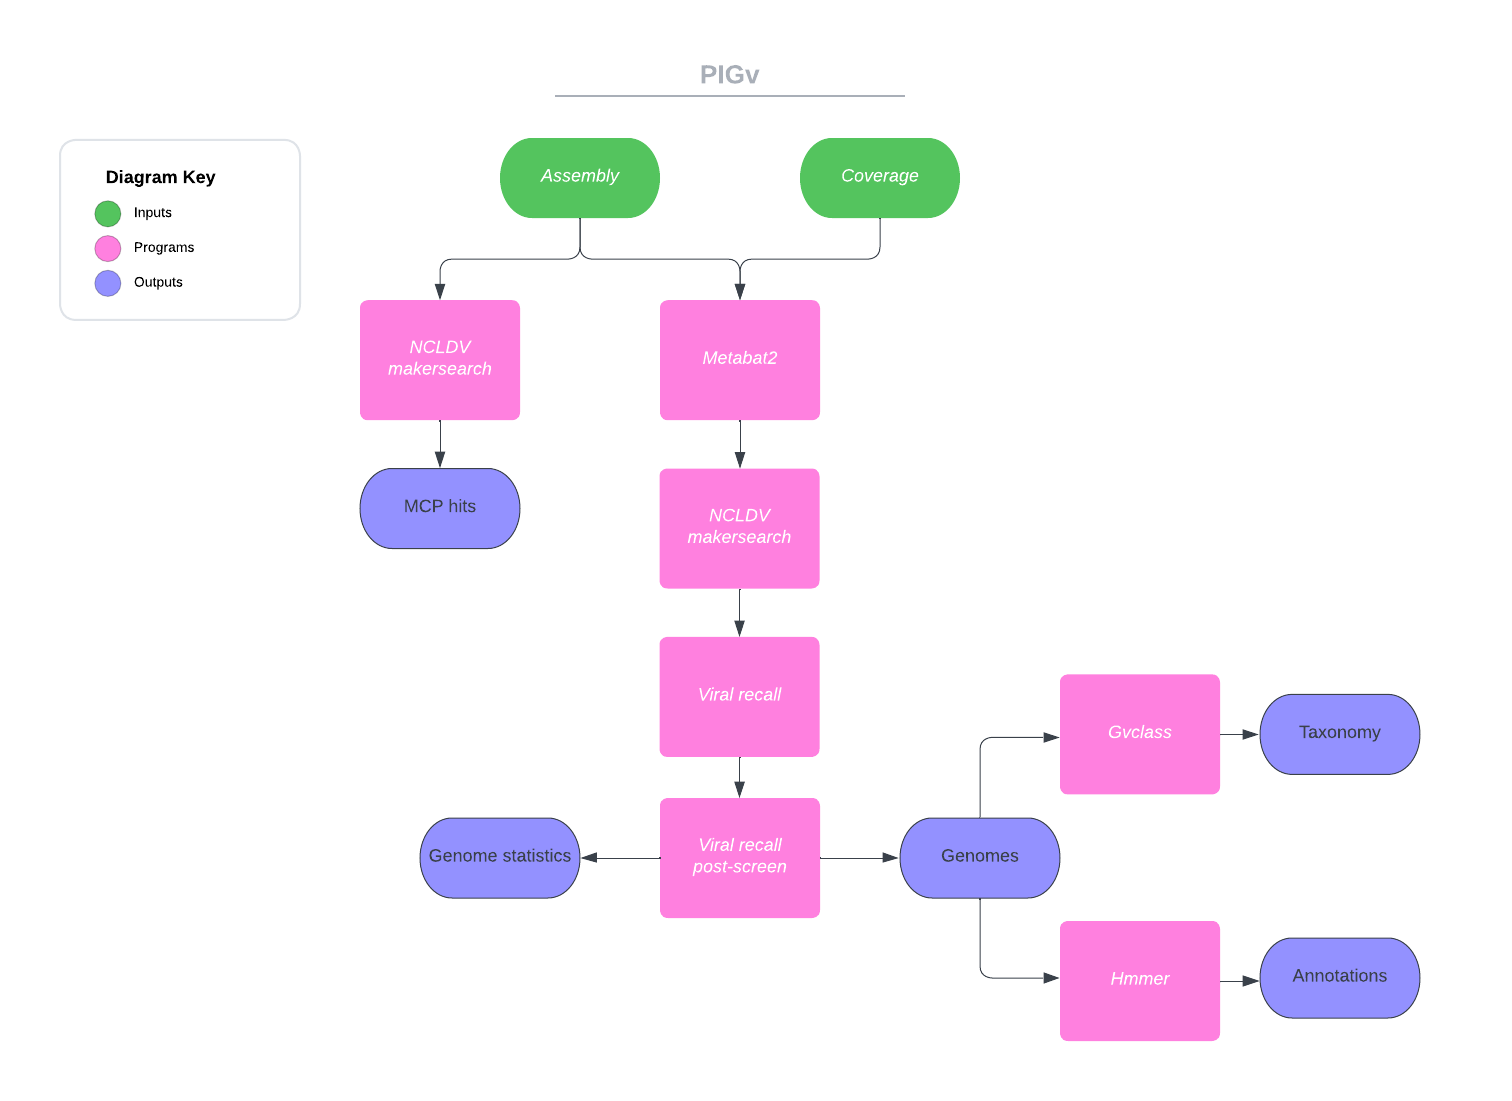 PIGv
Diagram Key
Inputs
Programs
Outputs
Assembly
Coverage
NCLDV
makersearch
Metabat2
MCP hits
NCLDV
makersearch
Viral recall
Gvclass
Taxonomy
Genome statistics
Viral recall
post-screen
Genomes
Hmmer
Annotations